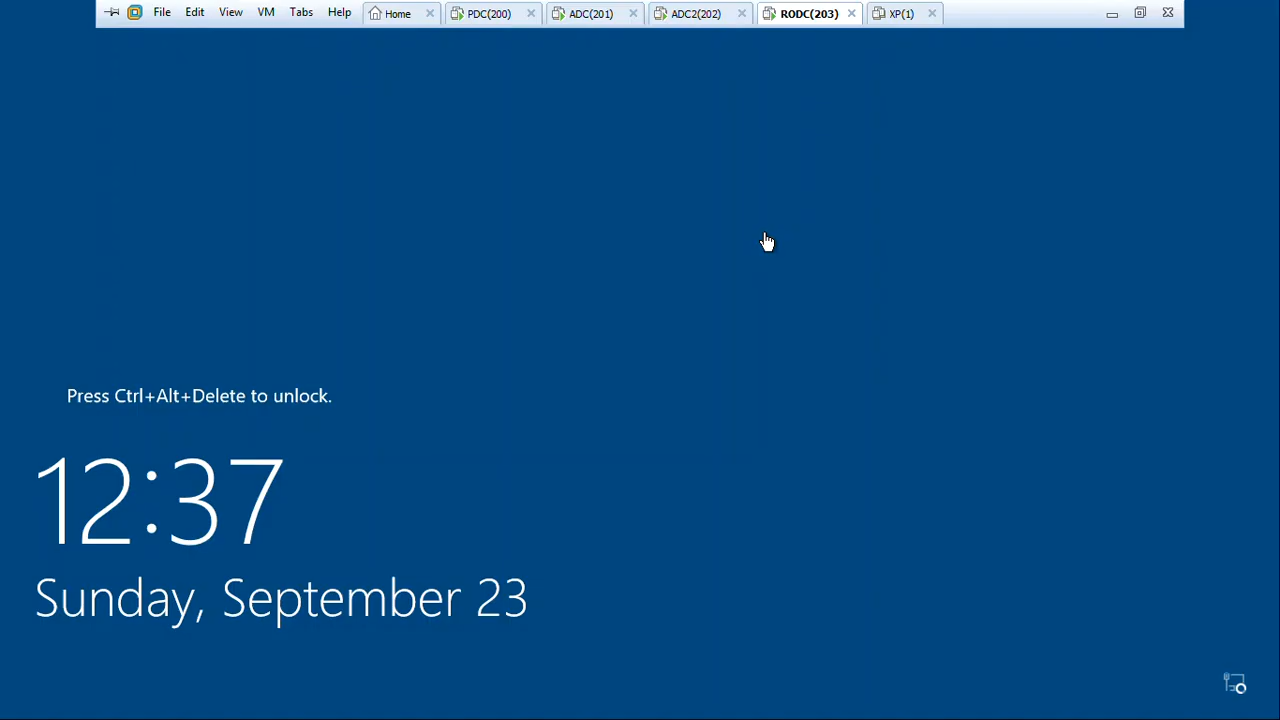 File Edit View VM Tabs Help Home PDC(200) ADC(201) ADC2(202) RODC(203) XP(1)
Press Ctrl+Alt+Delete to unlock.
12:37
Sunday, September 23